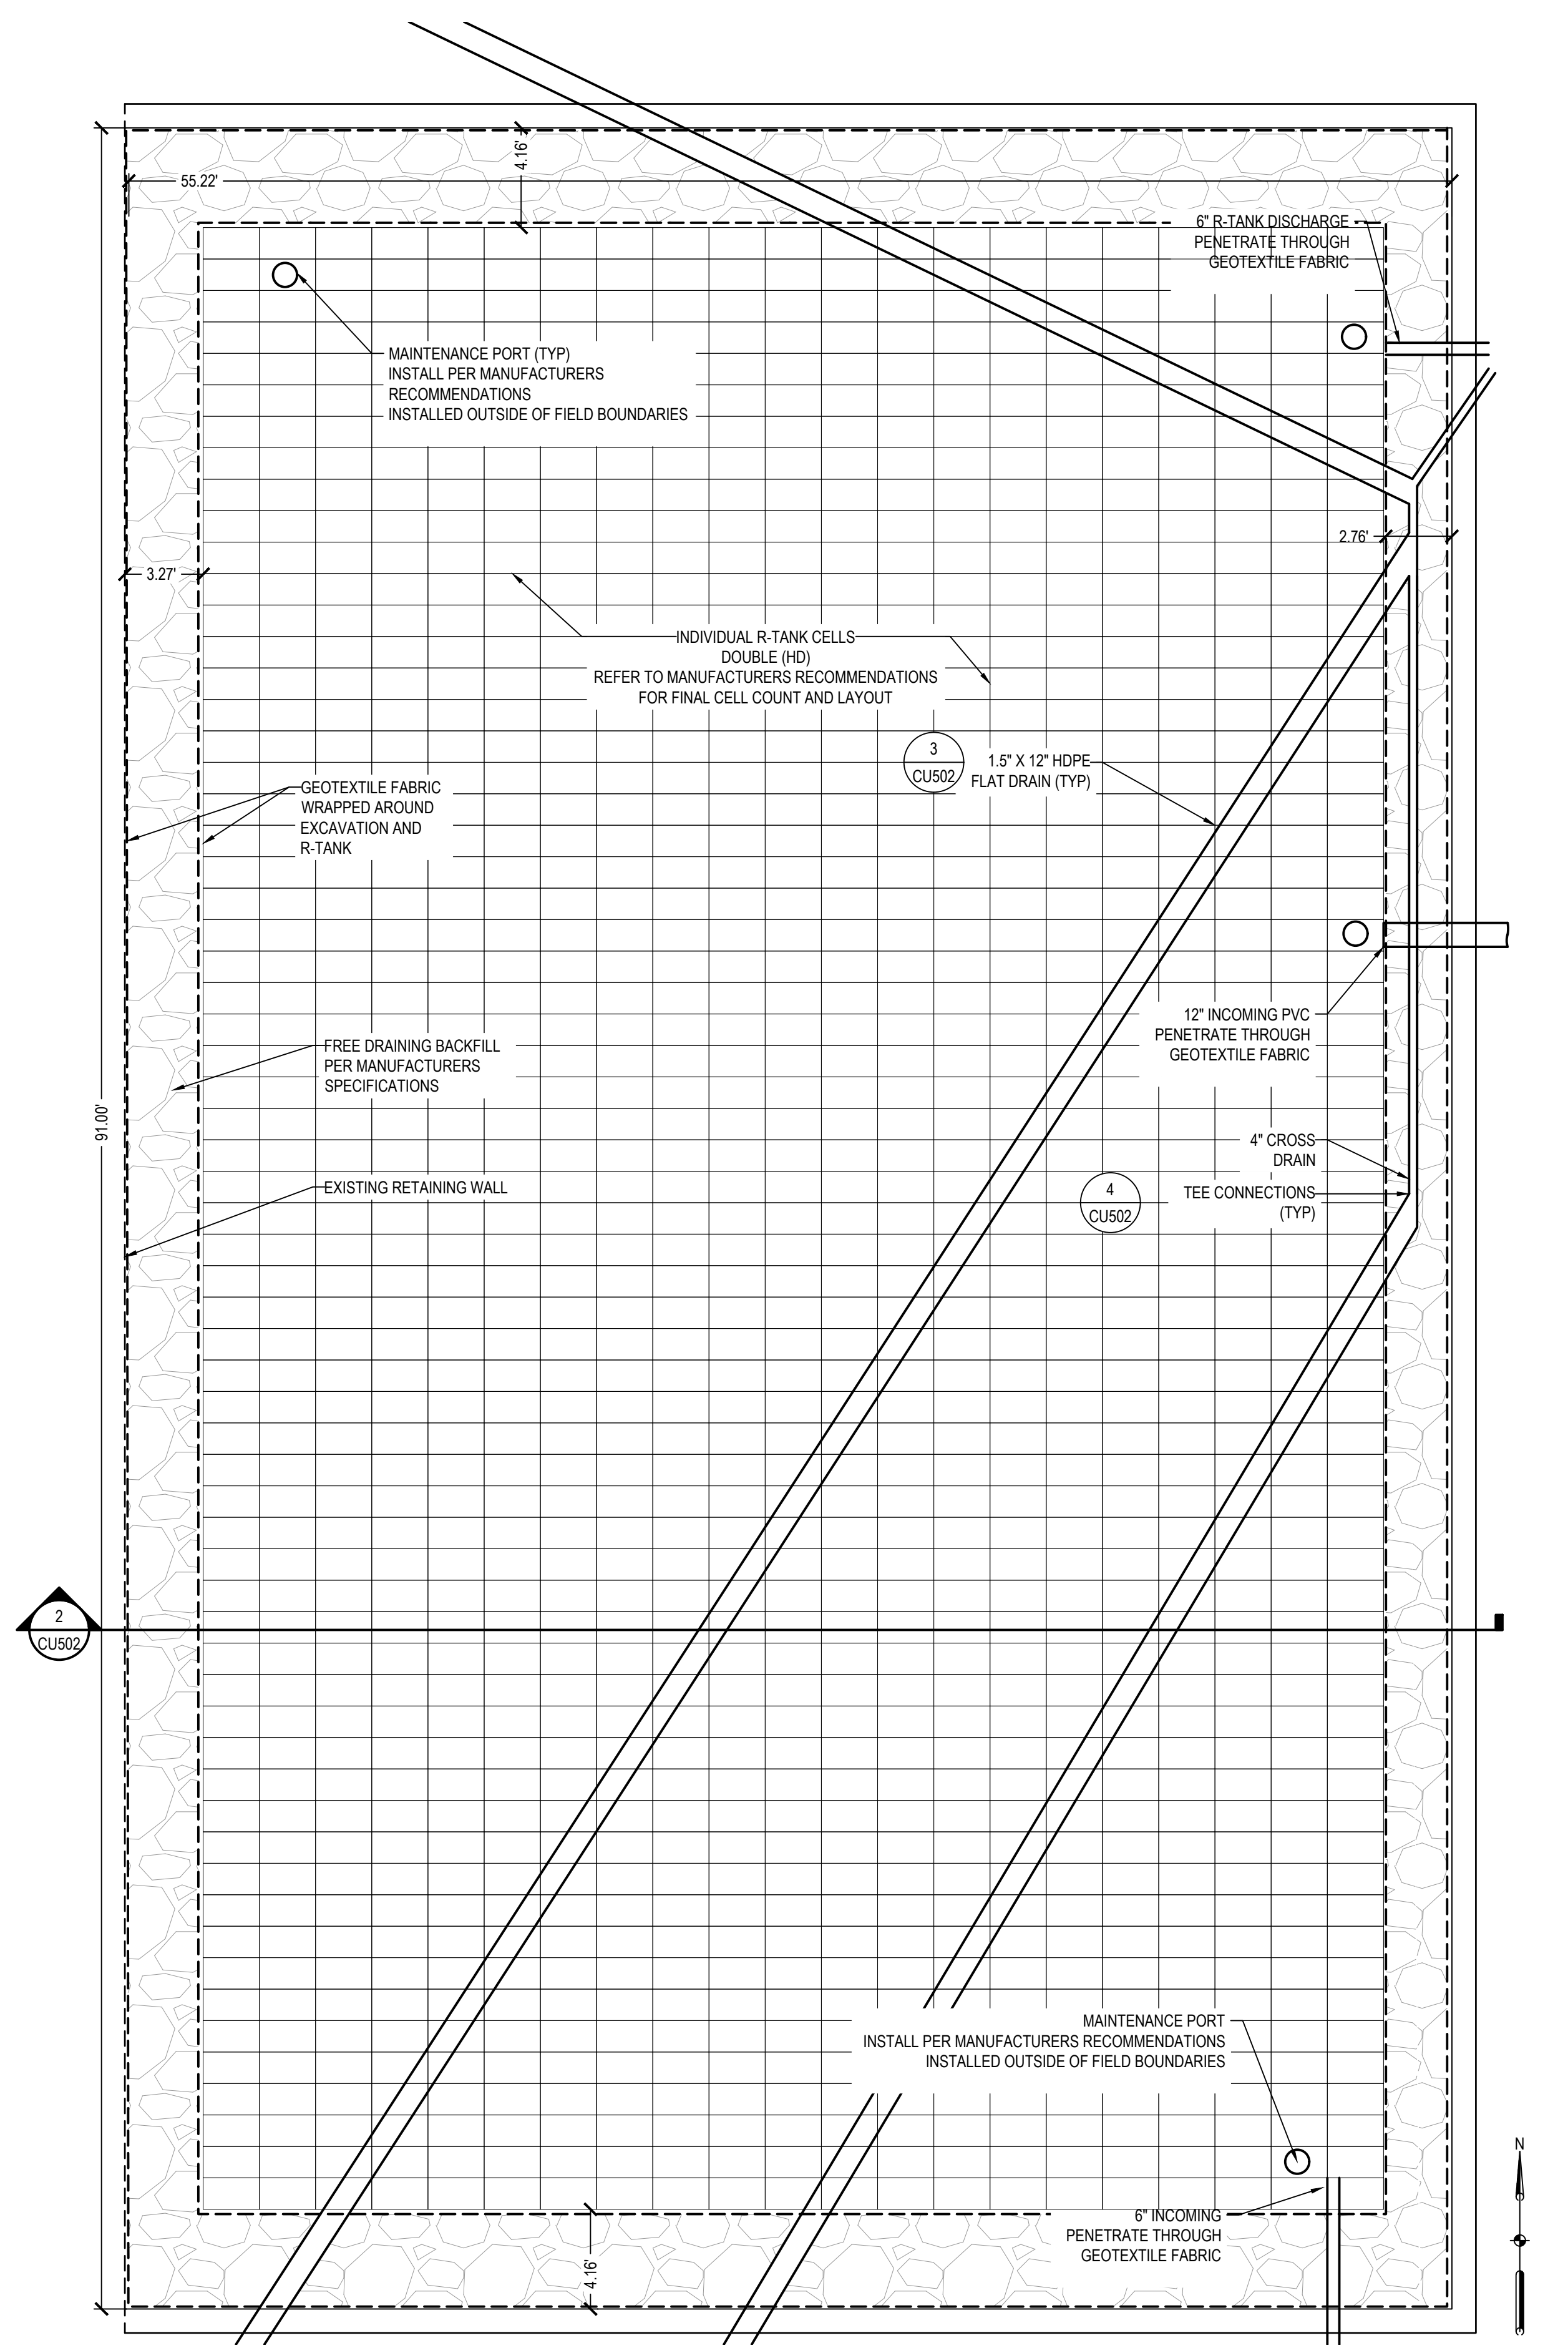 4.16'
55.22'
6" R-TANK DISCHARGE
PENETRATE THROUGH
GEOTEXTILE FABRIC
MAINTENANCE PORT (TYP)
INSTALL PER MANUFACTURERS
RECOMMENDATIONS
INSTALLED OUTSIDE OF FIELD BOUNDARIES
2.76'
3.27'
INDIVIDUAL R-TANK CELLS
DOUBLE (HD)
REFER TO MANUFACTURERS RECOMMENDATIONS
FOR FINAL CELL COUNT AND LAYOUT
3
CU502
1.5" X 12" HDPE
FLAT DRAIN (TYP)
GEOTEXTILE FABRIC
WRAPPED AROUND
EXCAVATION AND
R-TANK
12" INCOMING PVC
PENETRATE THROUGH
GEOTEXTILE FABRIC
FREE DRAINING BACKFILL
PER MANUFACTURERS
SPECIFICATIONS
91.00'
4" CROSS
DRAIN
EXISTING RETAINING WALL
4
CU502
TEE CONNECTIONS
(TYP)
2
CU502
MAINTENANCE PORT
INSTALL PER MANUFACTURERS RECOMMENDATIONS
INSTALLED OUTSIDE OF FIELD BOUNDARIES
N
6" INCOMING
PENETRATE THROUGH
GEOTEXTILE FABRIC
4.16'